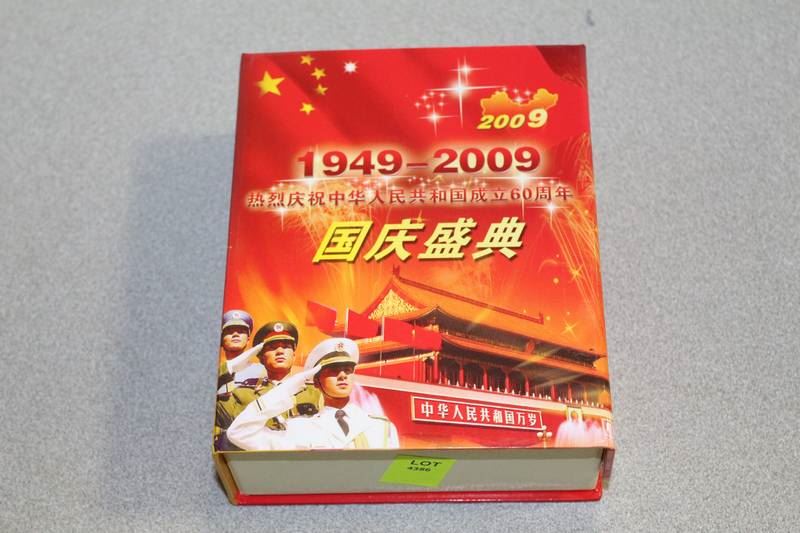 2009
1949-2009
热烈庆祝中华人民共和国成立60周年
国庆盛典
中华人民共和国万岁
LOT
4386